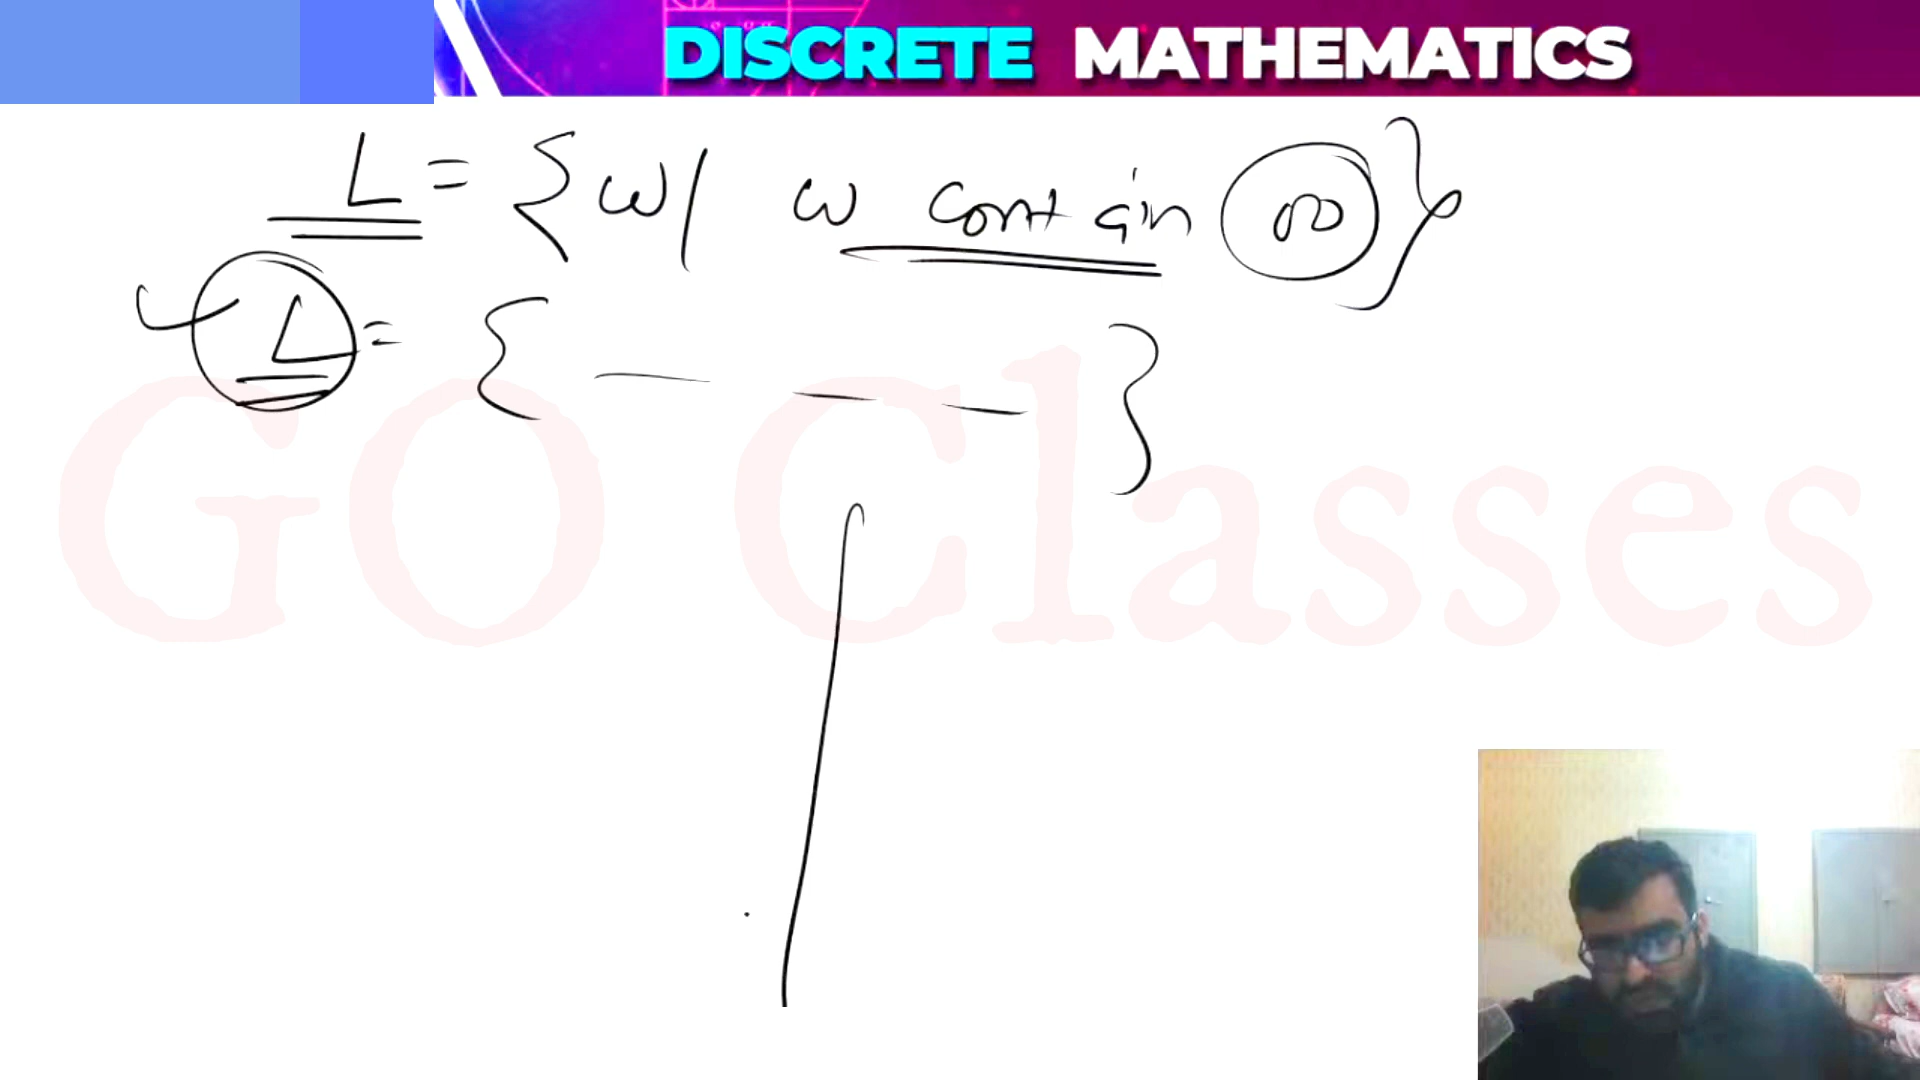 DISCRETE MATHEMATICS
L = {w | w contain 00}
L = { — — — }
GO Classes